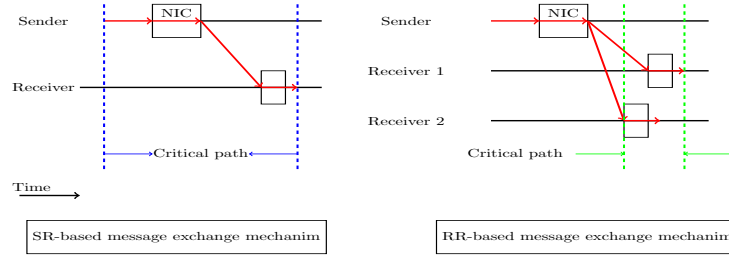 Sender
NIC
Receiver
Critical path
Time
SR-based message exchange mechanim
Sender
NIC
Receiver 1
Receiver 2
Critical path
RR-based message exchange mechanim